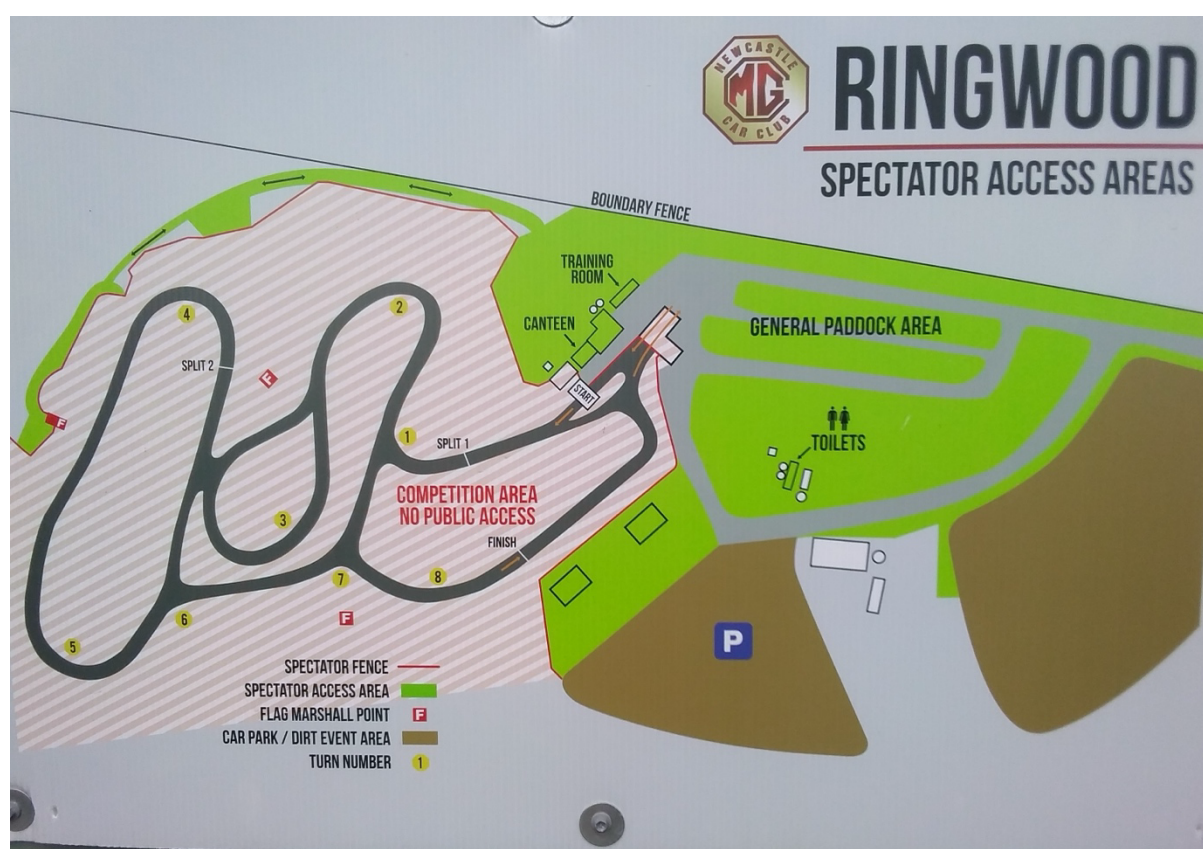 NEWCASTLE
MG
CAR CLUB
RINGWOOD
SPECTATOR ACCESS AREAS
BOUNDARY FENCE
TRAINING
ROOM
CANTEEN
GENERAL PADDOCK AREA
START
TOILETS
4
2
SPLIT 2
F
F
1
SPLIT 1
COMPETITION AREA
NO PUBLIC ACCESS
3
FINISH
7
8
6
F
5
P
SPECTATOR FENCE
SPECTATOR ACCESS AREA
FLAG MARSHALL POINT F
CAR PARK / DIRT EVENT AREA
TURN NUMBER 1